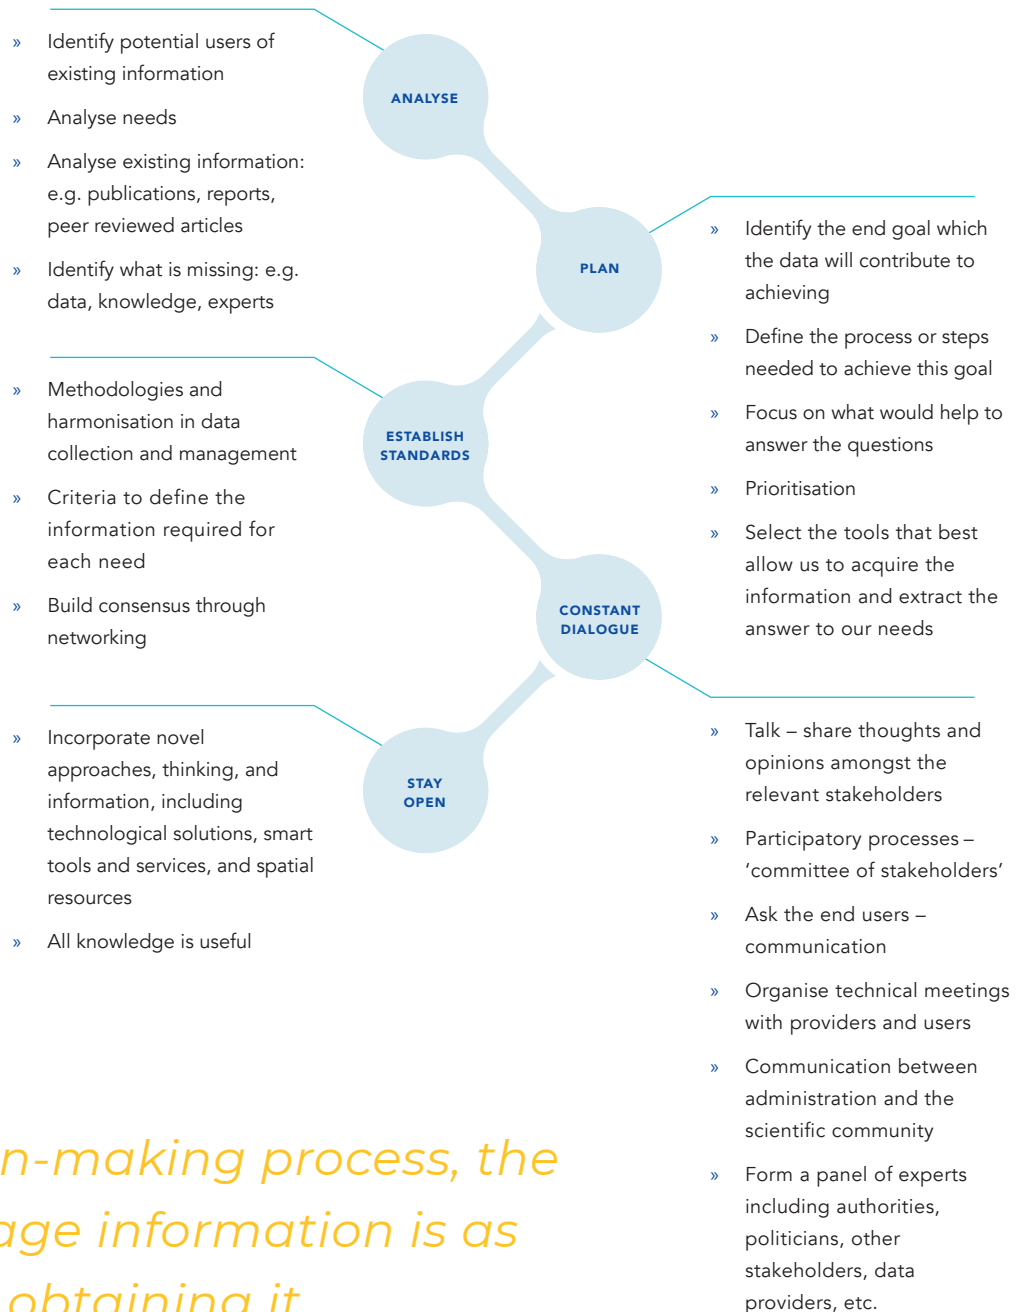 » Identify potential users of
existing information
» Analyse needs
» Analyse existing information:
e.g. publications, reports,
peer reviewed articles
» Identify what is missing: e.g.
data, knowledge, experts
ANALYSE
PLAN
» Identify the end goal which
the data will contribute to
achieving
» Define the process or steps
needed to achieve this goal
» Focus on what would help to
answer the questions
» Prioritisation
» Select the tools that best
allow us to acquire the
information and extract the
answer to our needs
» Methodologies and
harmonisation in data
collection and management
» Criteria to define the
information required for
each need
» Build consensus through
networking
ESTABLISH
STANDARDS
CONSTANT
DIALOGUE
» Talk – share thoughts and
opinions amongst the
relevant stakeholders
» Participatory processes –
‘committee of stakeholders’
» Ask the end users –
communication
» Organise technical meetings
with providers and users
» Communication between
administration and the
scientific community
» Form a panel of experts
including authorities,
politicians, other
stakeholders, data
providers, etc.
» Incorporate novel
approaches, thinking, and
information, including
technological solutions, smart
tools and services, and spatial
resources
» All knowledge is useful
STAY
OPEN
n-making process, the
age information is as
obtaining it